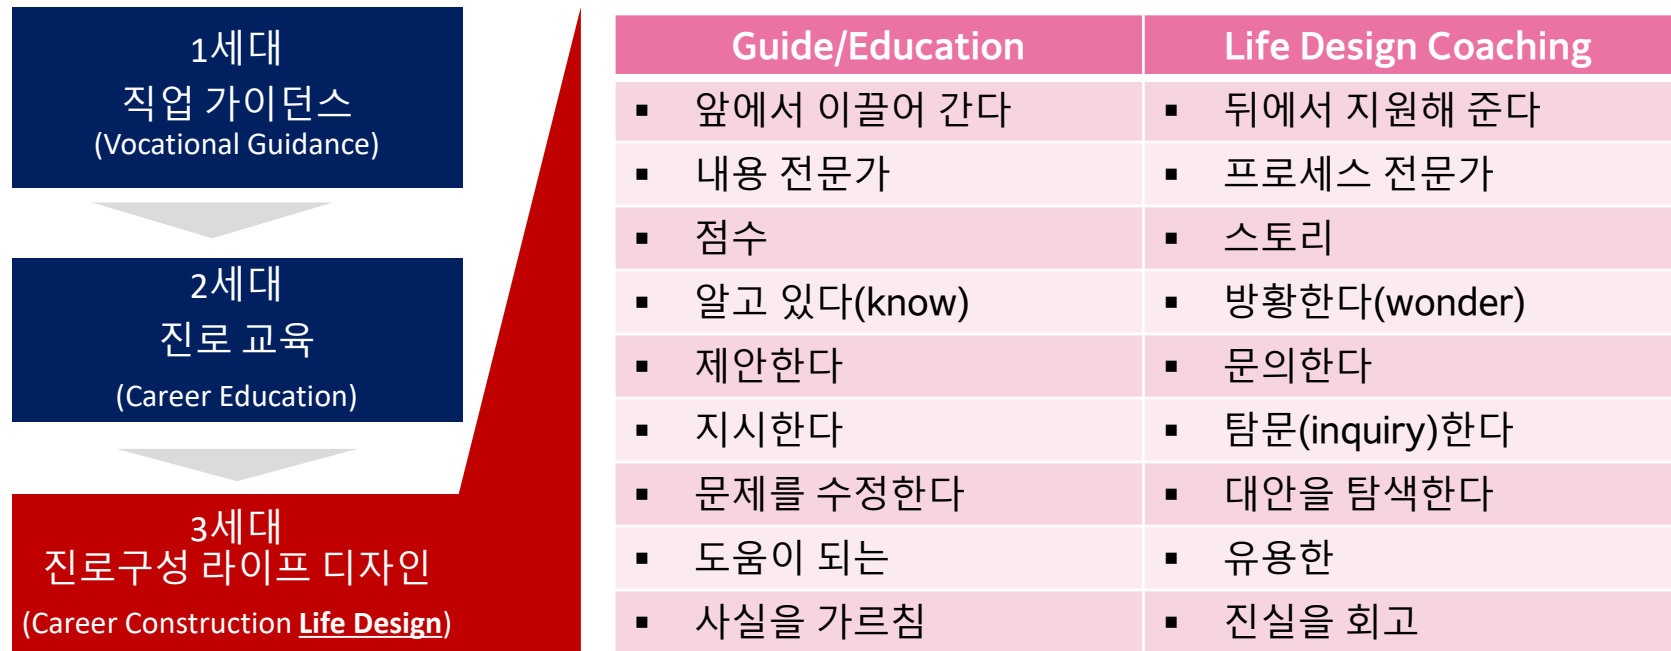 1세대
직업 가이던스
(Vocational Guidance)
2세대
진로 교육
(Career Education)
3세대
진로구성 라이프 디자인
(Career Construction Life Design)
Guide/Education Life Design Coaching
▪ 앞에서 이끌어 간다 ▪ 뒤에서 지원해 준다
▪ 내용 전문가 ▪ 프로세스 전문가
▪ 점수 ▪ 스토리
▪ 알고 있다(know) ▪ 방황한다(wonder)
▪ 제안한다 ▪ 문의한다
▪ 지시한다 ▪ 탐문(inquiry)한다
▪ 문제를 수정한다 ▪ 대안을 탐색한다
▪ 도움이 되는 ▪ 유용한
▪ 사실을 가르침 ▪ 진실을 회고